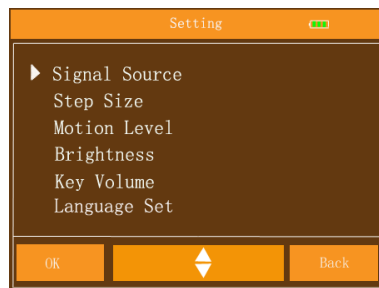 Setting
Signal Source
Step Size
Motion Level
Brightness
Key Volume
Language Set
OK
Back